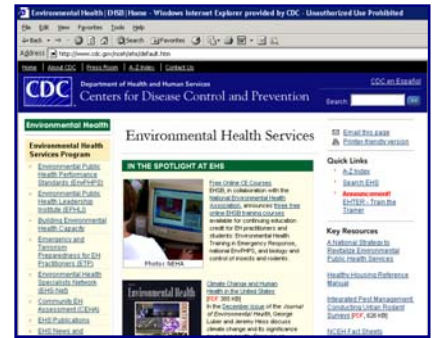 Environmental Health | EHSB | Home - Windows Internet Explorer provided by CDC - Unauthorized Use Prohibited
File Edit View Favorites Tools Help
Back Search Favorites
Address http://www.cdc.gov/nceh/ehs/default.htm
Home | About CDC | Press Room | A-Z Index | Contact Us
CDC en Español
CDC
Department of Health and Human Services
Centers for Disease Control and Prevention
Search:
Environmental Health
Environmental Health
Services Program
Environmental Public
Health Performance
Standards (EnvPHPS)
Environmental Public
Health Leadership
Institute (EPHLI)
Building Environmental
Health Capacity
Emergency and
Terrorism
Preparedness for EH
Practitioners (ETP)
Environmental Health
Specialists Network
(EHS-Net)
Community EH
Assessment (CEHA)
EHS Publications
EHS News and
Environmental Health Services
IN THE SPOTLIGHT AT EHS
Photo: NEHA
Free Online CE Courses
EHSB, in collaboration with the
National Environmental Health
Association, announces three free
online EHSB training courses
available for continuing education
credit for EH practitioners and
students: Environmental Health
Training in Emergency Response,
national EnvPHPS, and biology and
control of insects and rodents.
Environmental Health
Climate Change and Human
Health in the United States
[PDF 385 KB]
In the December issue of the Journal
of Environmental Health, George
Luber and Jeremy Hess discuss
climate change and its significance
Email this page
Printer-friendly version
Quick Links
A-Z Index
Search EHS
Announcement!
EHTER - Train the
Trainer
Key Resources
A National Strategy to
Revitalize Environmental
Public Health Services
Healthy Housing Reference
Manual
Integrated Pest Management:
Conducting Urban Rodent
Surveys [PDF, 626 KB]
NCEH Fact Sheets